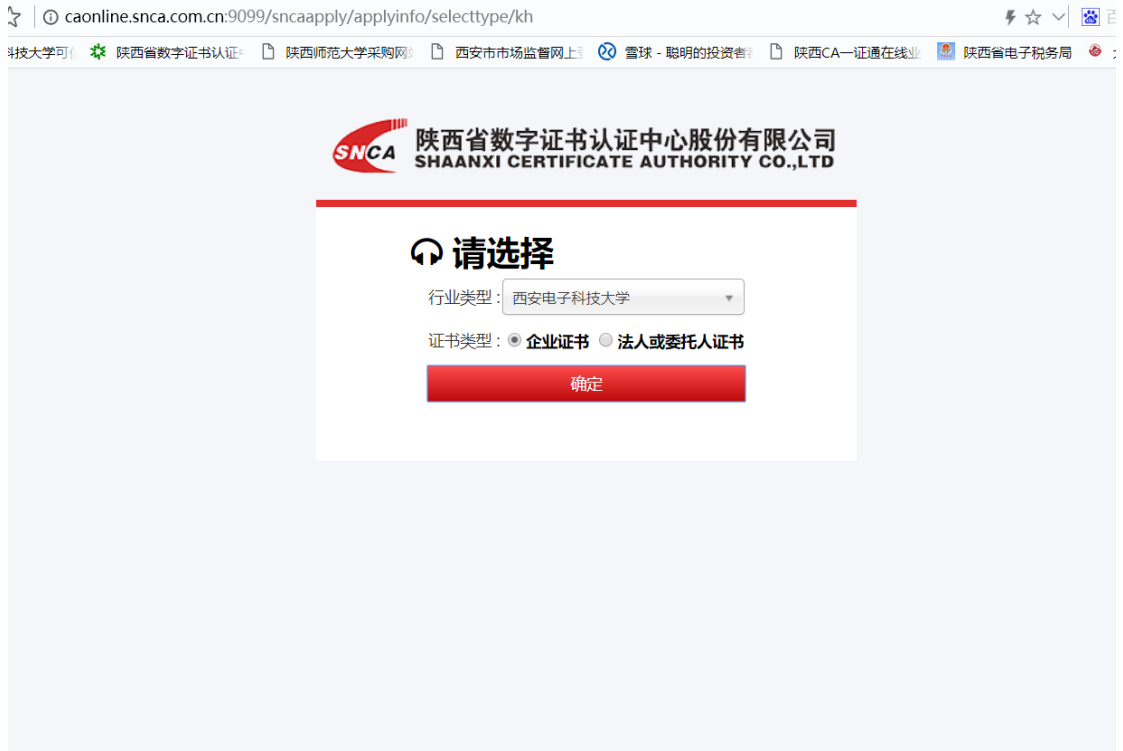 caonline.snca.com.cn:9099/sncaapply/applyinfo/selecttype/kh
科技大学可 陕西省数字证书认证 陕西师范大学采购网 西安市市场监督网上 雪球 - 聪明的投资者 陕西CA一证通在线业 陕西省电子税务局
SNCA
陕西省数字证书认证中心股份有限公司
SHAANXI CERTIFICATE AUTHORITY CO.,LTD
请选择
行业类型 : 西安电子科技大学
证书类型 : 企业证书 法人或委托人证书
确定